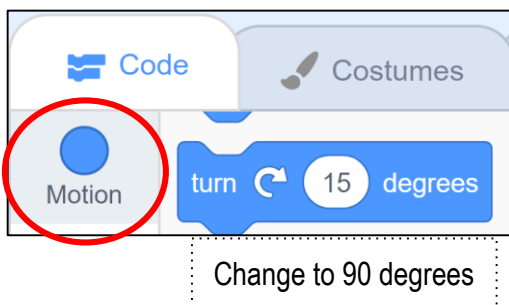 Code Costumes
Motion turn 15 degrees
Change to 90 degrees